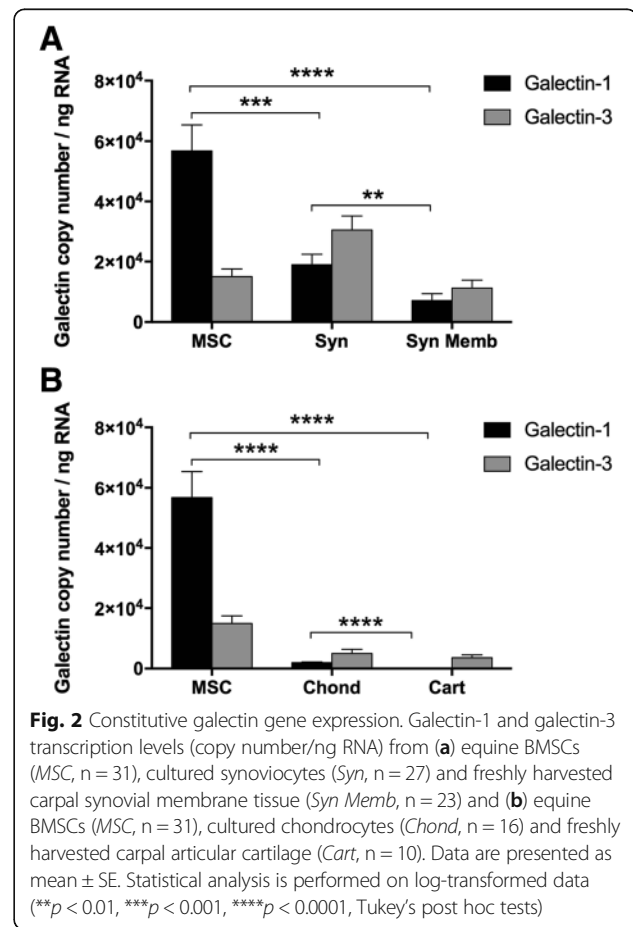 A
Galectin copy number / ng RNA
8×10⁴
6×10⁴
4×10⁴
2×10⁴
0
****
***
**
Galectin-1
Galectin-3
MSC Syn Syn Memb
B
Galectin copy number / ng RNA
8×10⁴
6×10⁴
4×10⁴
2×10⁴
0
****
****
****
Galectin-1
Galectin-3
MSC Chond Cart
Fig. 2 Constitutive galectin gene expression. Galectin-1 and galectin-3
transcription levels (copy number/ng RNA) from (a) equine BMSCs
(MSC, n = 31), cultured synoviocytes (Syn, n = 27) and freshly harvested
carpal synovial membrane tissue (Syn Memb, n = 23) and (b) equine
BMSCs (MSC, n = 31), cultured chondrocytes (Chond, n = 16) and freshly
harvested carpal articular cartilage (Cart, n = 10). Data are presented as
mean ± SE. Statistical analysis is performed on log-transformed data
(**p < 0.01, ***p < 0.001, ****p < 0.0001, Tukey's post hoc tests)